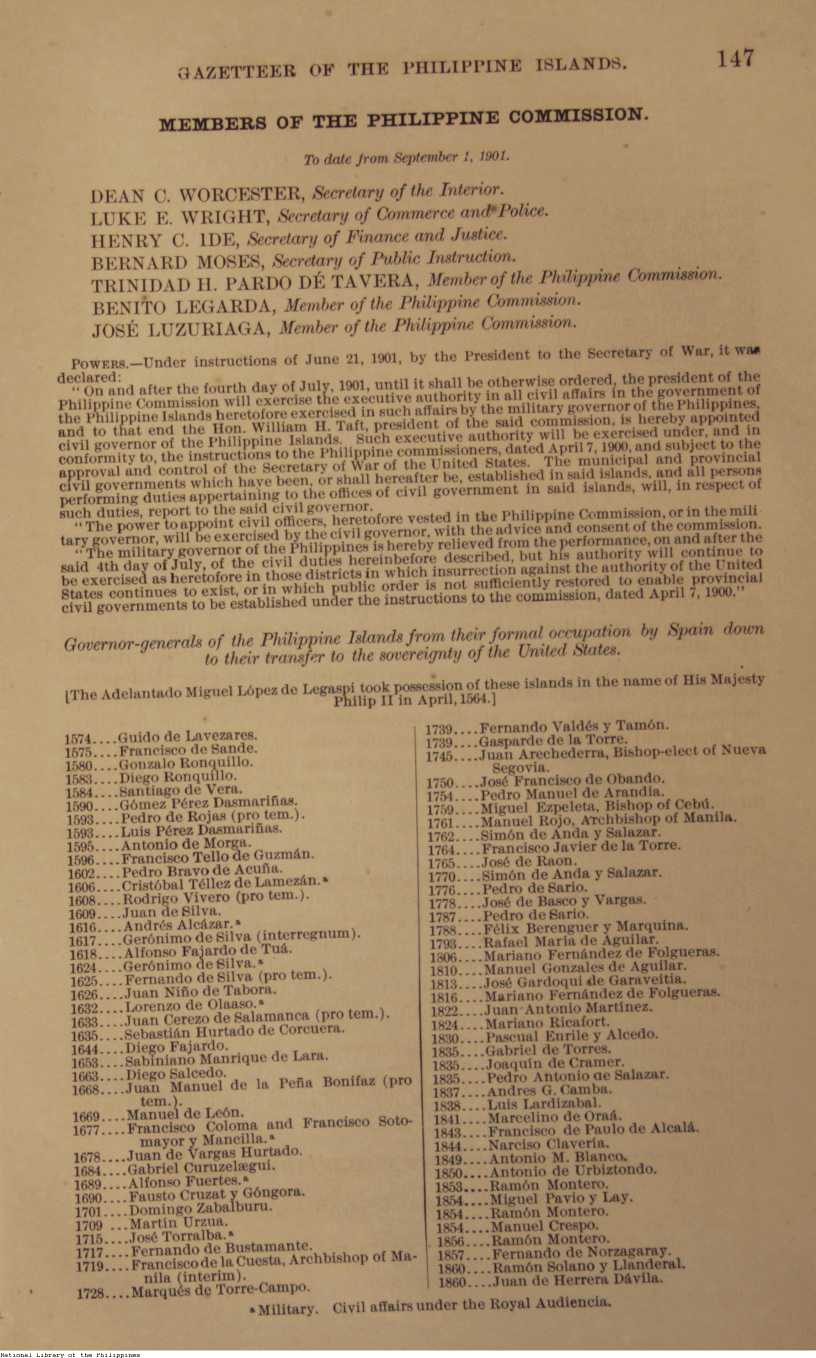 GAZETTEER OF THE PHILIPPINE ISLANDS. 147
MEMBERS OF THE PHILIPPINE COMMISSION.
To date from September 1, 1901.
DEAN C. WORCESTER, Secretary of the Interior.
LUKE E. WRIGHT, Secretary of Commerce and Police.
HENRY C. IDE, Secretary of Finance and Justice.
BERNARD MOSES, Secretary of Public Instruction.
TRINIDAD H. PARDO DÉ TAVERA, Member of the Philippine Commission.
BENITO LEGARDA, Member of the Philippine Commission.
JOSÉ LUZURIAGA, Member of the Philippine Commission.
POWERS.—Under instructions of June 21, 1901, by the President to the Secretary of War, it was
declared:
"On and after the fourth day of July, 1901, until it shall be otherwise ordered, the president of the
Philippine Commission will exercise the executive authority in all civil affairs in the government of
the Philippine Islands heretofore exercised in such affairs by the military governor of the Philippines,
and to that end the Hon. William H. Taft, president of the said commission, is hereby appointed
civil governor of the Philippine Islands. Such executive authority will be exercised under, and in
conformity to, the instructions to the Philippine commissioners, dated April 7, 1900, and subject to the
approval and control of the Secretary of War of the United States. The municipal and provincial
civil governments which have been, or shall hereafter be, established in said islands, and all persons
performing duties appertaining to the offices of civil government in said islands, will, in respect of
such duties, report to the said civil governor.
"The power to appoint civil officers, heretofore vested in the Philippine Commission, or in the mili
tary governor, will be exercised by the civil governor, with the advice and consent of the commission.
"The military governor of the Philippines is hereby relieved from the performance, on and after the
said 4th day of July, of the civil duties hereinbefore described, but his authority will continue to
be exercised as heretofore in those districts in which insurrection against the authority of the United
States continues to exist, or in which public order is not sufficiently restored to enable provincial
civil governments to be established under the instructions to the commission, dated April 7, 1900."
Governor-generals of the Philippine Islands from their formal occupation by Spain down
to their transfer to the sovereignty of the United States.
[The Adelantado Miguel López de Legaspi took possession of these islands in the name of His Majesty
Philip II in April, 1564.]
1574....Guido de Lavezares.
1575....Francisco de Sande.
1580....Gonzalo Ronquillo.
1583....Diego Ronquillo.
1584....Santiago de Vera.
1590....Gómez Pérez Dasmariñas.
1593....Pedro de Rojas (pro tem.).
1593....Luis Pérez Dasmariñas.
1595....Antonio de Morga.
1596....Francisco Tello de Guzmán.
1602....Pedro Bravo de Acuña.
1606....Cristóbal Téllez de Lamezán.ª
1608....Rodrigo Vivero (pro tem.).
1609....Juan de Silva.
1616....Andrés Alcázar.ª
1617....Gerónimo de Silva (interregnum).
1618....Alfonso Fajardo de Tuá.
1624....Gerónimo de Silva.ª
1625....Fernando de Silva (pro tem.).
1626....Juan Niño de Tabora.
1632....Lorenzo de Olaaso.ª
1633....Juan Cerezo de Salamanca (pro tem.).
1635....Sebastián Hurtado de Corcuera.
1644....Diego Fajardo.
1653....Sabiniano Manrique de Lara.
1663....Diego Salcedo.
1668....Juan Manuel de la Peña Bonifaz (pro
tem.).
1669....Manuel de León.
1677....Francisco Coloma and Francisco Soto-
mayor y Mancilla.ª
1678....Juan de Vargas Hurtado.
1684....Gabriel Curuzelægui.
1689....Alfonso Fuertes.ª
1690....Fausto Cruzat y Góngora.
1701....Domingo Zabalburu.
1709 ...Martin Urzua.
1715....José Torralba.ª
1717....Fernando de Bustamante.
1719....Francisco de la Cuesta, Archbishop of Ma-
nila (interim).
1728....Marqués de Torre-Campo.
1739....Fernando Valdés y Tamón.
1739....Gasparde de la Torre.
1745....Juan Arechederra, Bishop-elect of Nueva
Segovia.
1750....José Francisco de Obando.
1754....Pedro Manuel de Arandia.
1759....Miguel Ezpeleta, Bishop of Cebú.
1761....Manuel Rojo, Archbishop of Manila.
1762....Simón de Anda y Salazar.
1764....Francisco Javier de la Torre.
1765....José de Raon.
1770....Simón de Anda y Salazar.
1776....Pedro de Sario.
1778....José de Basco y Vargas.
1787....Pedro de Sario.
1788....Félix Berenguer y Marquina.
1793....Rafael Maria de Aguilar.
1806....Mariano Fernández de Folgueras.
1810....Manuel Gonzales de Aguilar.
1813....José Gardoqui de Garaveitia.
1816....Mariano Fernández de Folgueras.
1822....Juan Antonio Martínez.
1824....Mariano Ricafort.
1830....Pascual Enrile y Alcedo.
1835....Gabriel de Torres.
1835....Joaquín de Cramer.
1835....Pedro Antonio de Salazar.
1837....Andres G. Camba.
1838....Luis Lardizabal.
1841....Marcelino de Oraá.
1843....Francisco de Paulo de Alcalá.
1844....Narciso Claveria.
1849....Antonio M. Blanco.
1850....Antonio de Urbiztondo.
1853....Ramón Montero.
1854....Miguel Pavio y Lay.
1854....Ramón Montero.
1854....Manuel Crespo.
1856....Ramón Montero.
1857....Fernando de Norzagaray.
1860....Ramón Solano y Llanderal.
1860....Juan de Herrera Dávila.
ªMilitary. Civil affairs under the Royal Audiencia.
National Library of the Philippines